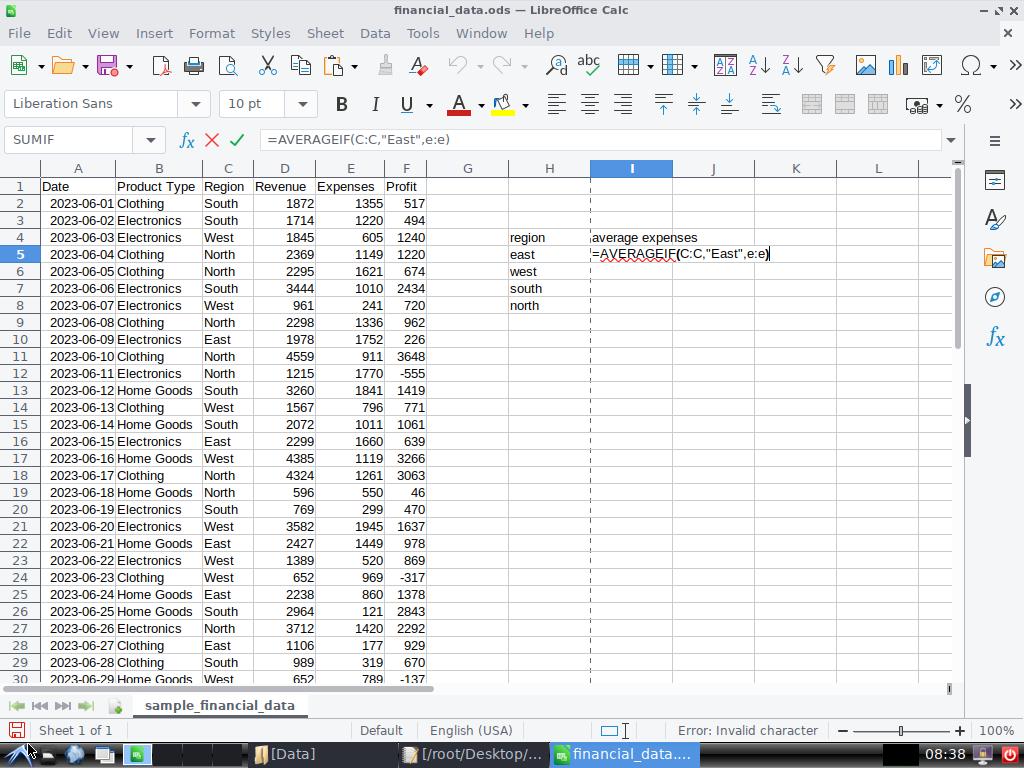 financial_data.ods — LibreOffice Calc
File Edit View Insert Format Styles Sheet Data Tools Window Help
Liberation Sans 10 pt
SUMIF =AVERAGEIF(C:C,"East",e:e)
A B C D E F G H I J K L
1 Date Product Type Region Revenue Expenses Profit
2 2023-06-01 Clothing South 1872 1355 517
3 2023-06-02 Electronics South 1714 1220 494
4 2023-06-03 Electronics West 1845 605 1240 region average expenses
5 2023-06-04 Clothing North 2369 1149 1220 east =AVERAGEIF(C:C,"East",e:e)
6 2023-06-05 Clothing North 2295 1621 674 west
7 2023-06-06 Electronics South 3444 1010 2434 south
8 2023-06-07 Electronics West 961 241 720 north
9 2023-06-08 Clothing North 2298 1336 962
10 2023-06-09 Electronics East 1978 1752 226
11 2023-06-10 Clothing North 4559 911 3648
12 2023-06-11 Electronics North 1215 1770 -555
13 2023-06-12 Home Goods South 3260 1841 1419
14 2023-06-13 Clothing West 1567 796 771
15 2023-06-14 Home Goods South 2072 1011 1061
16 2023-06-15 Electronics East 2299 1660 639
17 2023-06-16 Home Goods West 4385 1119 3266
18 2023-06-17 Clothing North 4324 1261 3063
19 2023-06-18 Home Goods North 596 550 46
20 2023-06-19 Electronics South 769 299 470
21 2023-06-20 Electronics West 3582 1945 1637
22 2023-06-21 Home Goods East 2427 1449 978
23 2023-06-22 Electronics West 1389 520 869
24 2023-06-23 Clothing West 652 969 -317
25 2023-06-24 Home Goods East 2238 860 1378
26 2023-06-25 Home Goods South 2964 121 2843
27 2023-06-26 Electronics North 3712 1420 2292
28 2023-06-27 Clothing East 1106 177 929
29 2023-06-28 Clothing South 989 319 670
30 2023-06-29 Home Goods West 652 789 -137
sample_financial_data
Sheet 1 of 1 Default English (USA) Error: Invalid character 100%
[Data] [/root/Desktop/... financial_data.... 08:38